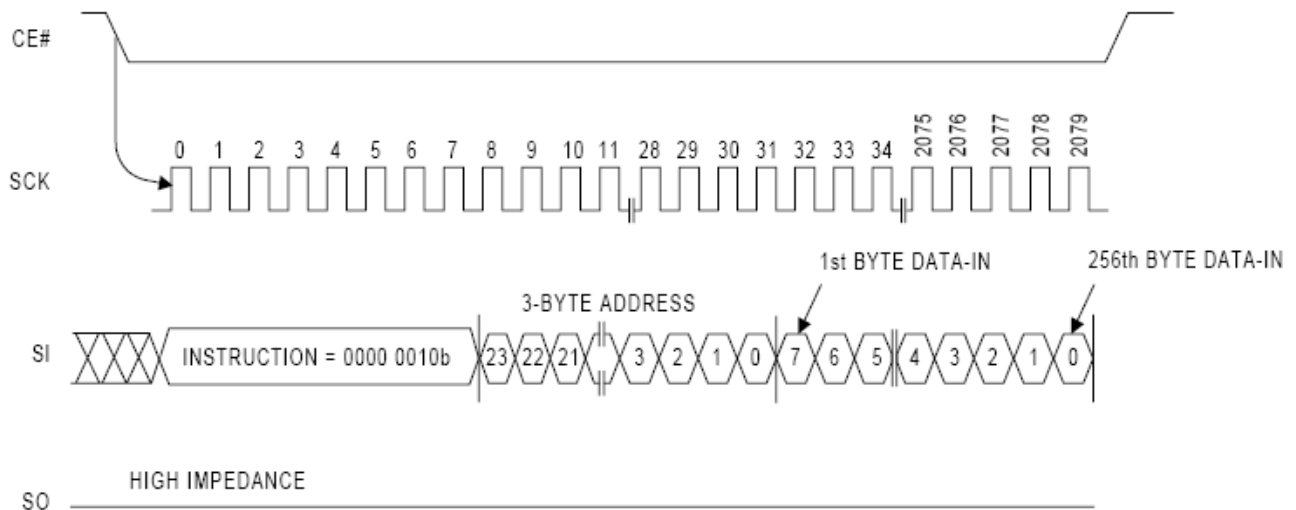 CE#
0 1 2 3 4 5 6 7 8 9 10 11 28 29 30 31 32 33 34 2075 2076 2077 2078 2079
SCK
1st BYTE DATA-IN 256th BYTE DATA-IN
3-BYTE ADDRESS
SI INSTRUCTION = 0000 0010b 23 22 21 3 2 1 0 7 6 5 4 3 2 1 0
HIGH IMPEDANCE
SO